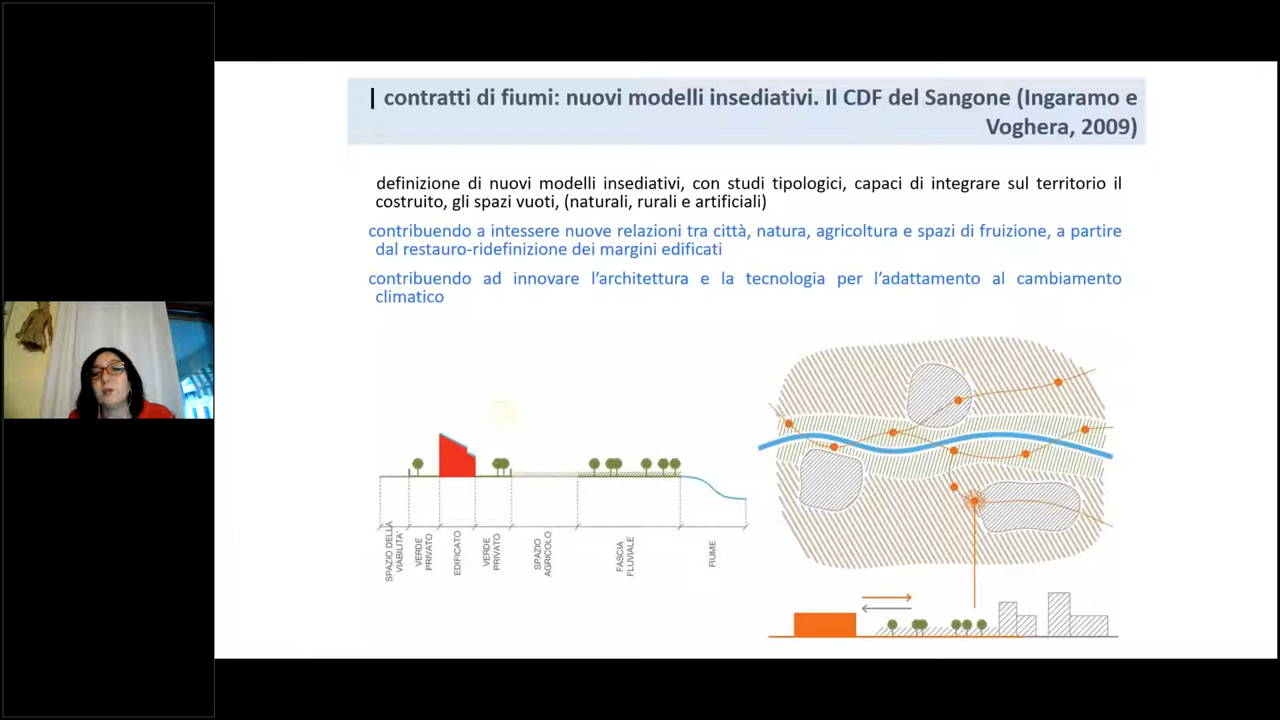 | contratti di fiumi: nuovi modelli insediativi. Il CDF del Sangone (Ingaramo e
Voghera, 2009)
definizione di nuovi modelli insediativi, con studi tipologici, capaci di integrare sul territorio il
costruito, gli spazi vuoti, (naturali, rurali e artificiali)
contribuendo a intessere nuove relazioni tra città, natura, agricoltura e spazi di fruizione, a partire
dal restauro-ridefinizione dei margini edificati
contribuendo ad innovare l’architettura e la tecnologia per l’adattamento al cambiamento
climatico
SPAZIO DELLA
VIABILITA'
VERDE
PRIVATO
EDIFICATO
VERDE
PRIVATO
SPAZIO
AGRICOLO
FASCIA
FLUVIALE
FIUME